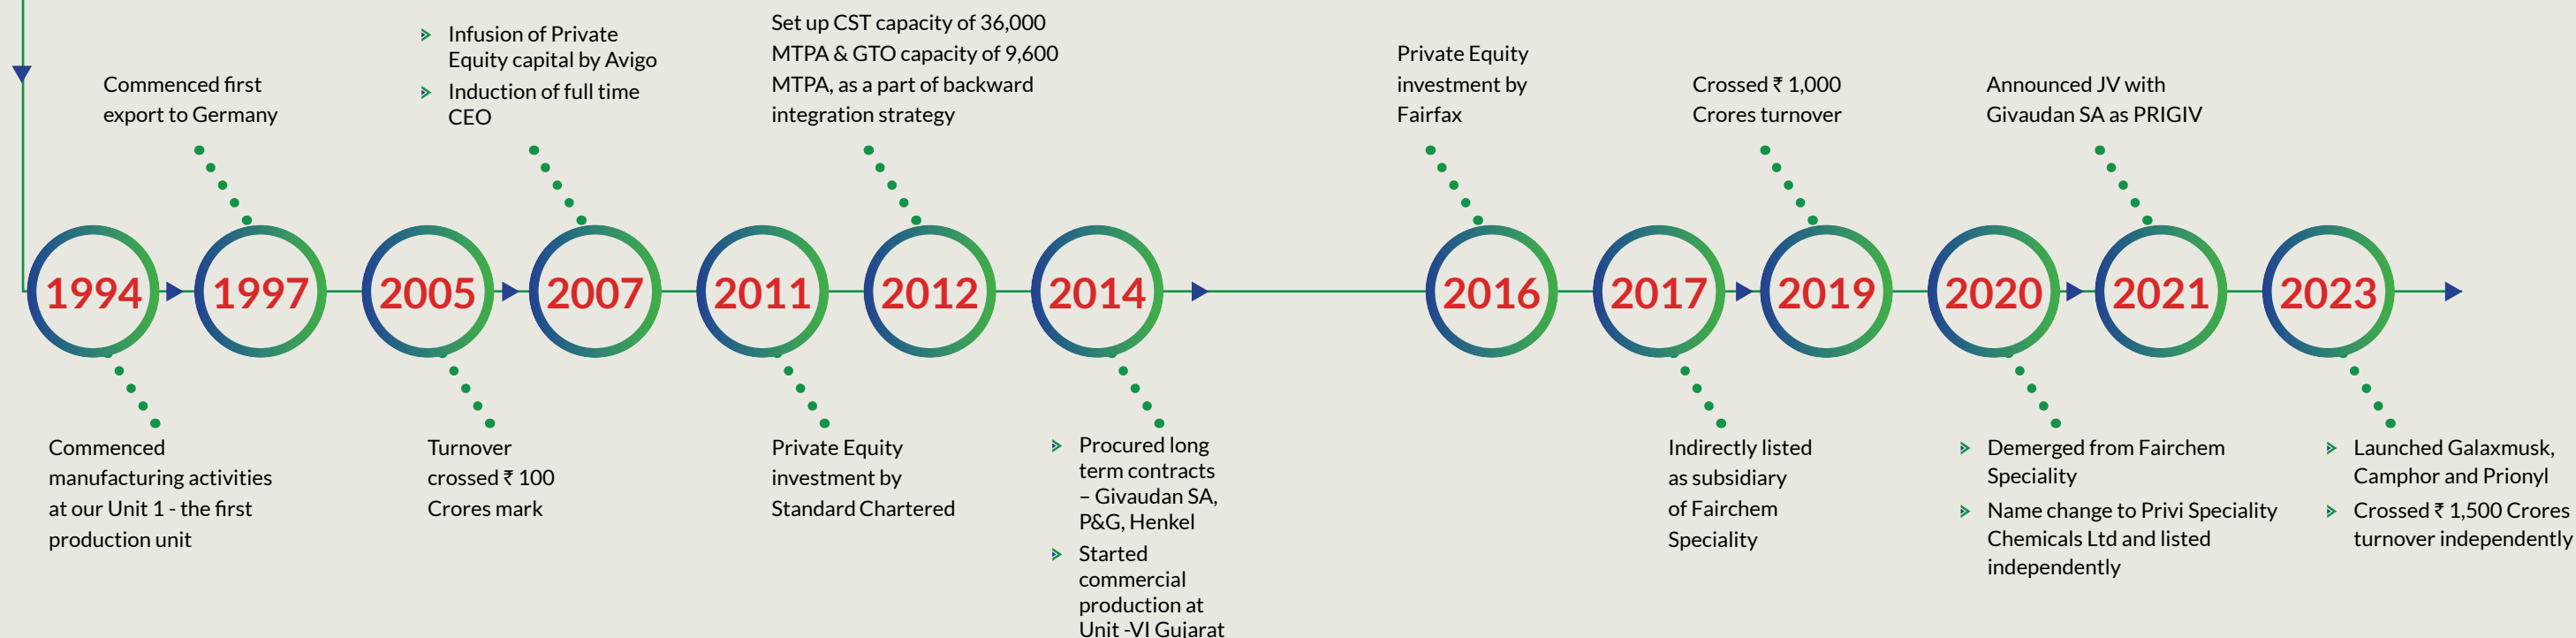 Commenced first
export to Germany
Infusion of Private
Equity capital by Avigo
Induction of full time
CEO
Set up CST capacity of 36,000
MTPA & GTO capacity of 9,600
MTPA, as a part of backward
integration strategy
Private Equity
investment by
Fairfax
Crossed ₹ 1,000
Crores turnover
Announced JV with
Givaudan SA as PRIGIV
1994
1997
2005
2007
2011
2012
2014
2016
2017
2019
2020
2021
2023
Commenced
manufacturing activities
at our Unit 1 - the first
production unit
Turnover
crossed ₹ 100
Crores mark
Private Equity
investment by
Standard Chartered
Procured long
term contracts
– Givaudan SA,
P&G, Henkel
Started
commercial
production at
Unit -VI Gujarat
Indirectly listed
as subsidiary
of Fairchem
Speciality
Demerged from Fairchem
Speciality
Name change to Privi Speciality
Chemicals Ltd and listed
independently
Launched Galaxmusk,
Camphor and Prionyl
Crossed ₹ 1,500 Crores
turnover independently